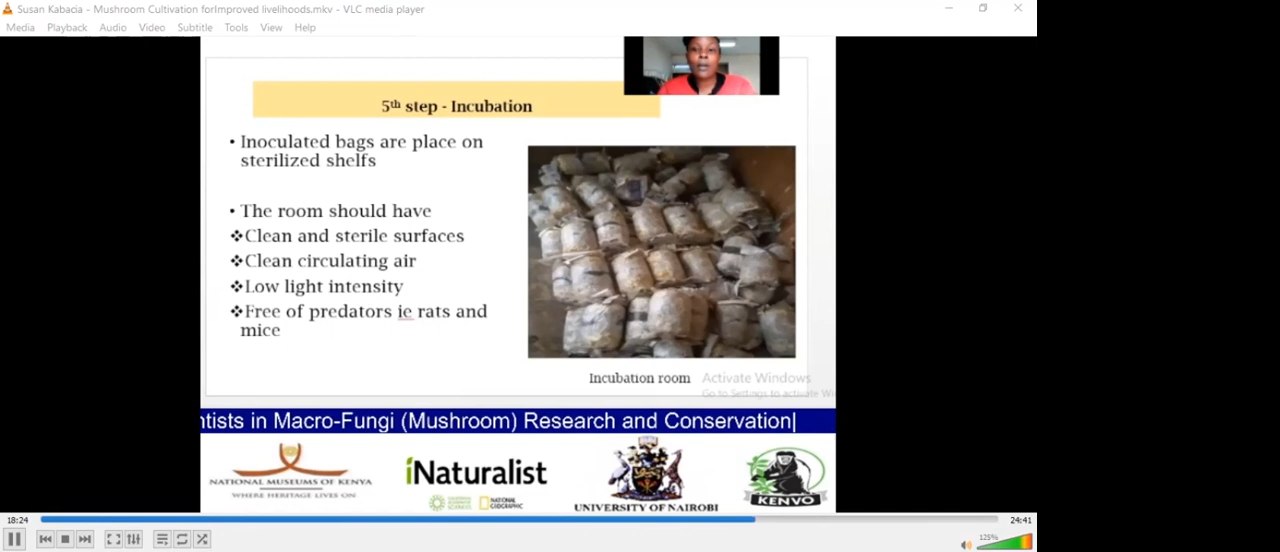 Susan Kabacia - Mushroom Cultivation forImproved livelihoods.mkv - VLC media player
Media Playback Audio Video Subtitle Tools View Help
5th step - Incubation
• Inoculated bags are place on
sterilized shelfs
• The room should have
❖Clean and sterile surfaces
❖Clean circulating air
❖Low light intensity
❖Free of predators ie rats and
mice
Incubation room
Activate Windows
Go to Settings to activate Wi
ntists in Macro-Fungi (Mushroom) Research and Conservation|
NATIONAL MUSEUMS OF KENYA
WHERE HERITAGE LIVES ON
iNaturalist
CALIFORNIA
ACADEMY OF
SCIENCES
NATIONAL
GEOGRAPHIC
UNIVERSITY OF NAIROBI
KENVO
18:24
24:41
125%